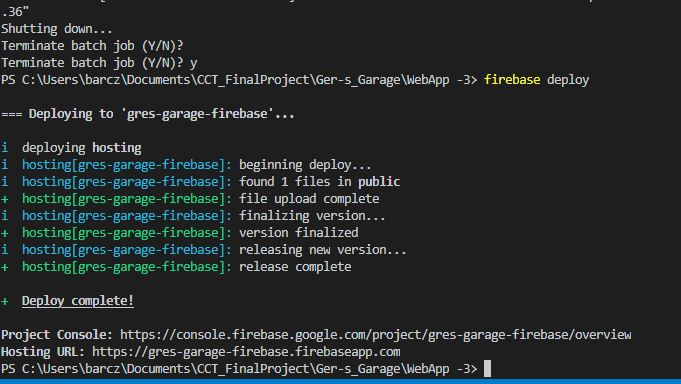 .36"
Shutting down...
Terminate batch job (Y/N)?
Terminate batch job (Y/N)? y
PS C:\Users\barcz\Documents\CCT_FinalProject\Ger-s_Garage\WebApp -3> firebase deploy
=== Deploying to 'gres-garage-firebase'...
i  deploying hosting
i  hosting[gres-garage-firebase]: beginning deploy...
i  hosting[gres-garage-firebase]: found 1 files in public
+  hosting[gres-garage-firebase]: file upload complete
i  hosting[gres-garage-firebase]: finalizing version...
+  hosting[gres-garage-firebase]: version finalized
i  hosting[gres-garage-firebase]: releasing new version...
+  hosting[gres-garage-firebase]: release complete
+  Deploy complete!
Project Console: https://console.firebase.google.com/project/gres-garage-firebase/overview
Hosting URL: https://gres-garage-firebase.firebaseapp.com
PS C:\Users\barcz\Documents\CCT_FinalProject\Ger-s_Garage\WebApp -3>